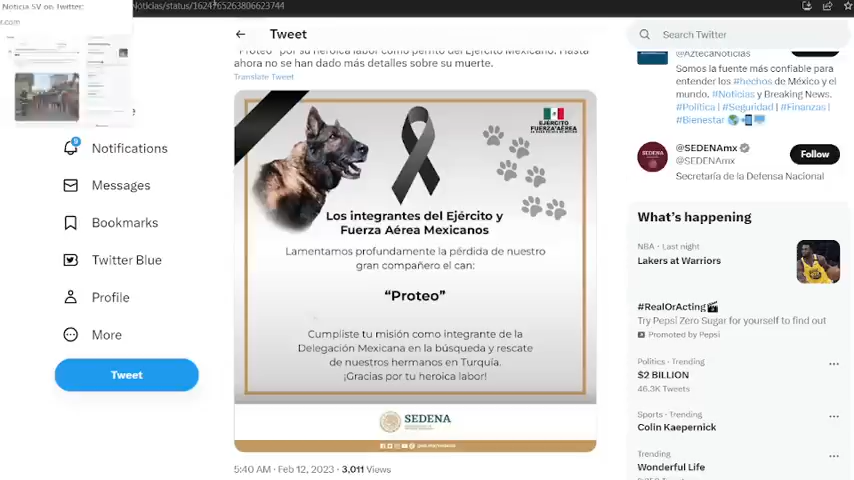 Noticia SV on Twitter:
r.com
Noticias/status/1624765263806623744
Tweet
Search Twitter
"Proteo" por su heroica labor como perito del Ejército Mexicano. Hasta
ahora no se han dado más detalles sobre su muerte.
Translate Tweet
EJÉRCITO
FUERZA AÉREA
Los integrantes del Ejército y
Fuerza Aérea Mexicanos
Lamentamos profundamente la pérdida de nuestro
gran compañero el can:
"Proteo"
Cumpliste tu misión como integrante de la
Delegación Mexicana en la búsqueda y rescate
de nuestros hermanos en Turquía.
¡Gracias por tu heroica labor!
SEDENA
5:40 AM · Feb 12, 2023 · 3,011 Views
9
Notifications
Messages
Bookmarks
Twitter Blue
Profile
More
Tweet
@AztecaNoticias
Somos la fuente más confiable para
entender los #hechos de México y el
mundo. #Noticias y Breaking News.
#Política | #Seguridad | #Finanzas |
#Bienestar
@SEDENAmx
@SEDENAmx
Follow
Secretaría de la Defensa Nacional
What's happening
NBA · Last night
Lakers at Warriors
#RealOrActing
Try Pepsi Zero Sugar for yourself to find out
Promoted by Pepsi
Politics · Trending
$2 BILLION
46.3K Tweets
Sports · Trending
Colin Kaepernick
Trending
Wonderful Life